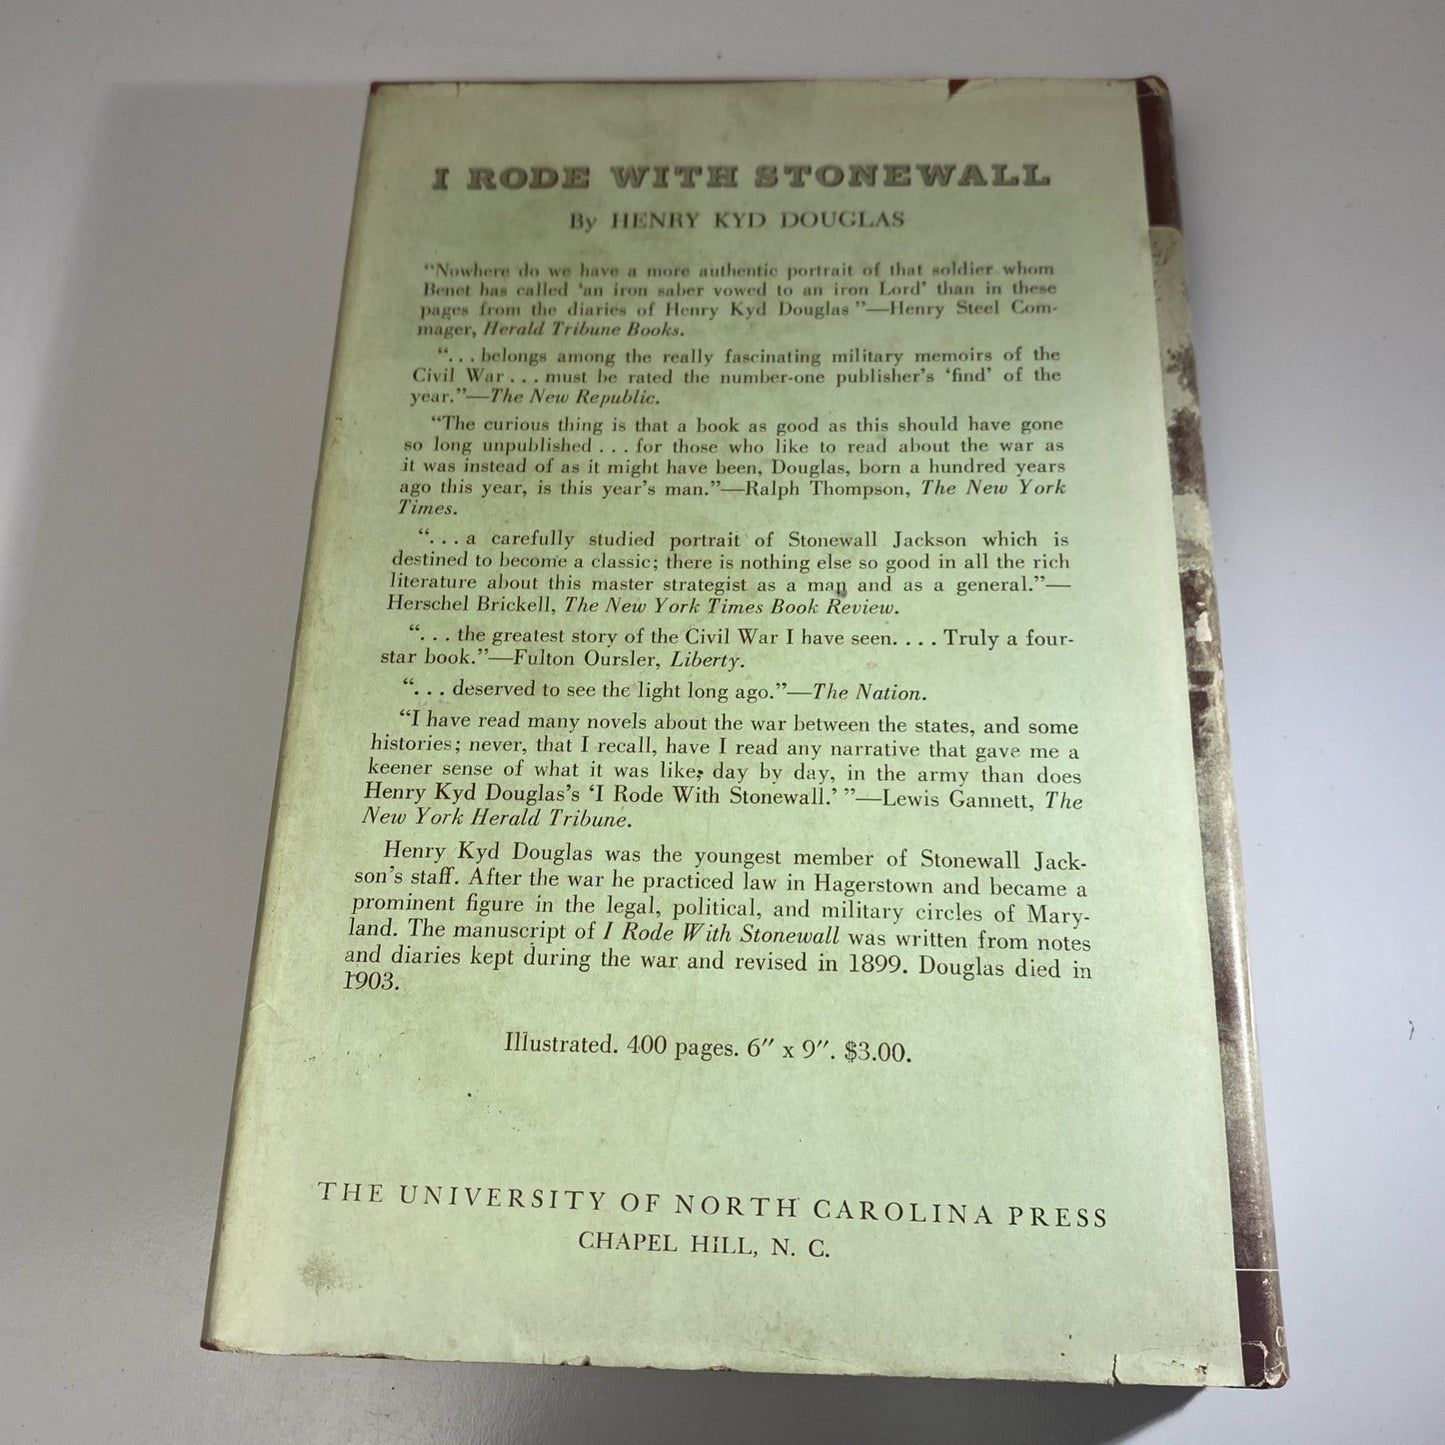 I RODE WITH STONEWALL
By HENRY KYD DOUGLAS
"Nowhere do we have a more authentic portrait of that soldier whom
Benet has called 'an iron saber vowed to an iron Lord' than in these
pages from the diaries of Henry Kyd Douglas"—Henry Steel Com-
mager, Herald Tribune Books.
". . . belongs among the really fascinating military memoirs of the
Civil War . . . must be rated the number-one publisher's 'find' of the
year."—The New Republic.
"The curious thing is that a book as good as this should have gone
so long unpublished . . . for those who like to read about the war as
it was instead of as it might have been, Douglas, born a hundred years
ago this year, is this year's man."—Ralph Thompson, The New York
Times.
". . . a carefully studied portrait of Stonewall Jackson which is
destined to become a classic; there is nothing else so good in all the rich
literature about this master strategist as a man and as a general."—
Herschel Brickell, The New York Times Book Review.
". . . the greatest story of the Civil War I have seen. . . . Truly a four-
star book."—Fulton Oursler, Liberty.
". . . deserved to see the light long ago."—The Nation.
"I have read many novels about the war between the states, and some
histories; never, that I recall, have I read any narrative that gave me a
keener sense of what it was like, day by day, in the army than does
Henry Kyd Douglas's 'I Rode With Stonewall.' "—Lewis Gannett, The
New York Herald Tribune.
Henry Kyd Douglas was the youngest member of Stonewall Jack-
son's staff. After the war he practiced law in Hagerstown and became a
prominent figure in the legal, political, and military circles of Mary-
land. The manuscript of I Rode With Stonewall was written from notes
and diaries kept during the war and revised in 1899. Douglas died in
1903.
Illustrated. 400 pages. 6″ x 9″. $3.00.
THE UNIVERSITY OF NORTH CAROLINA PRESS
CHAPEL HILL, N. C.